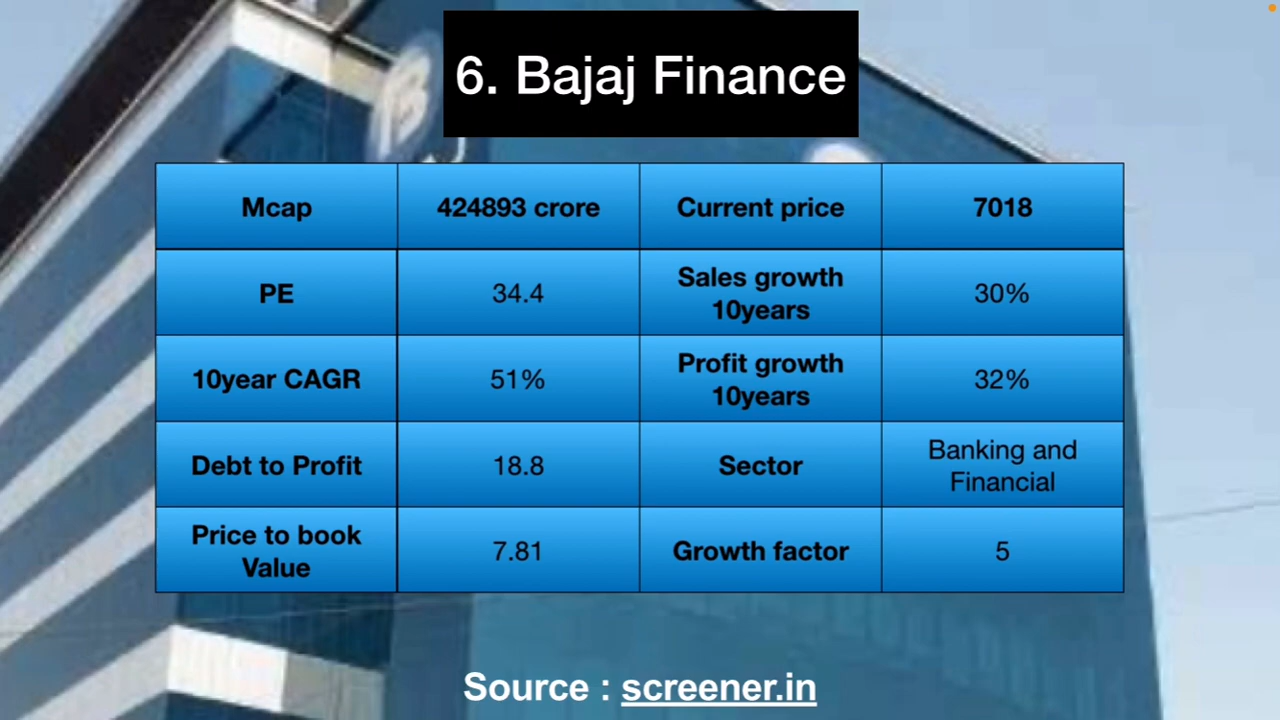 6. Bajaj Finance
Mcap 424893 crore Current price 7018
PE 34.4 Sales growth
10years 30%
10year CAGR 51% Profit growth
10years 32%
Debt to Profit 18.8 Sector Banking and
Financial
Price to book
Value 7.81 Growth factor 5
Source : screener.in